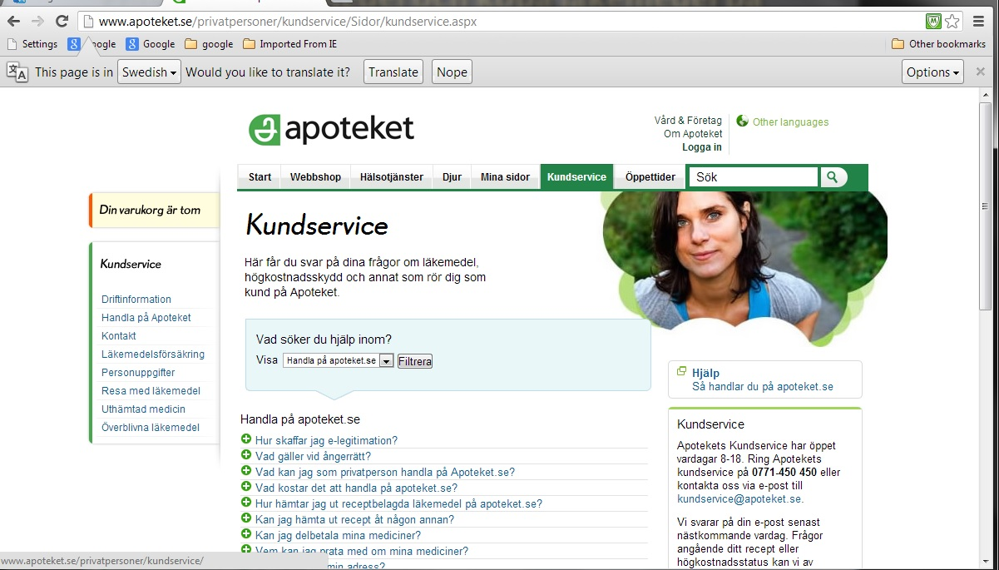 www.apoteket.se/privatpersoner/kundservice/Sidor/kundservice.aspx
Settings
Google
google
Imported From IE
Other bookmarks
This page is in
Swedish
Would you like to translate it?
Translate
Nope
Options
apoteket
Vård & Företag
Om Apoteket
Logga in
Other languages
Start
Webbshop
Hälsotjänster
Djur
Mina sidor
Kundservice
Öppettider
Sök
Din varukorg är tom
Kundservice
Driftinformation
Handla på Apoteket
Kontakt
Läkemedelsförsäkring
Personuppgifter
Resa med läkemedel
Uthämtad medicin
Överblivna läkemedel
Kundservice
Här får du svar på dina frågor om läkemedel,
högkostnadsskydd och annat som rör dig som
kund på Apoteket.
Vad söker du hjälp inom?
Visa
Handla på apoteket.se
Filtrera
Handla på apoteket.se
Hur skaffar jag e-legitimation?
Vad gäller vid ångerrätt?
Vad kan jag som privatperson handla på Apoteket.se?
Vad kostar det att handla på apoteket.se?
Hur hämtar jag ut receptbelagda läkemedel på apoteket.se?
Kan jag hämta ut recept åt någon annan?
Kan jag delbetala mina mediciner?
Vem kan jag prata med om mina mediciner?
min adress?
Hjälp
Så handlar du på apoteket.se
Kundservice
Apotekets Kundservice har öppet
vardagar 8-18. Ring Apotekets
kundservice på 0771-450 450 eller
kontakta oss via e-post till
kundservice@apoteket.se.
Vi svarar på din e-post senast
nästkommande vardag. Frågor
angående ditt recept eller
högkostnadsstatus kan vi av
www.apoteket.se/privatpersoner/kundservice/